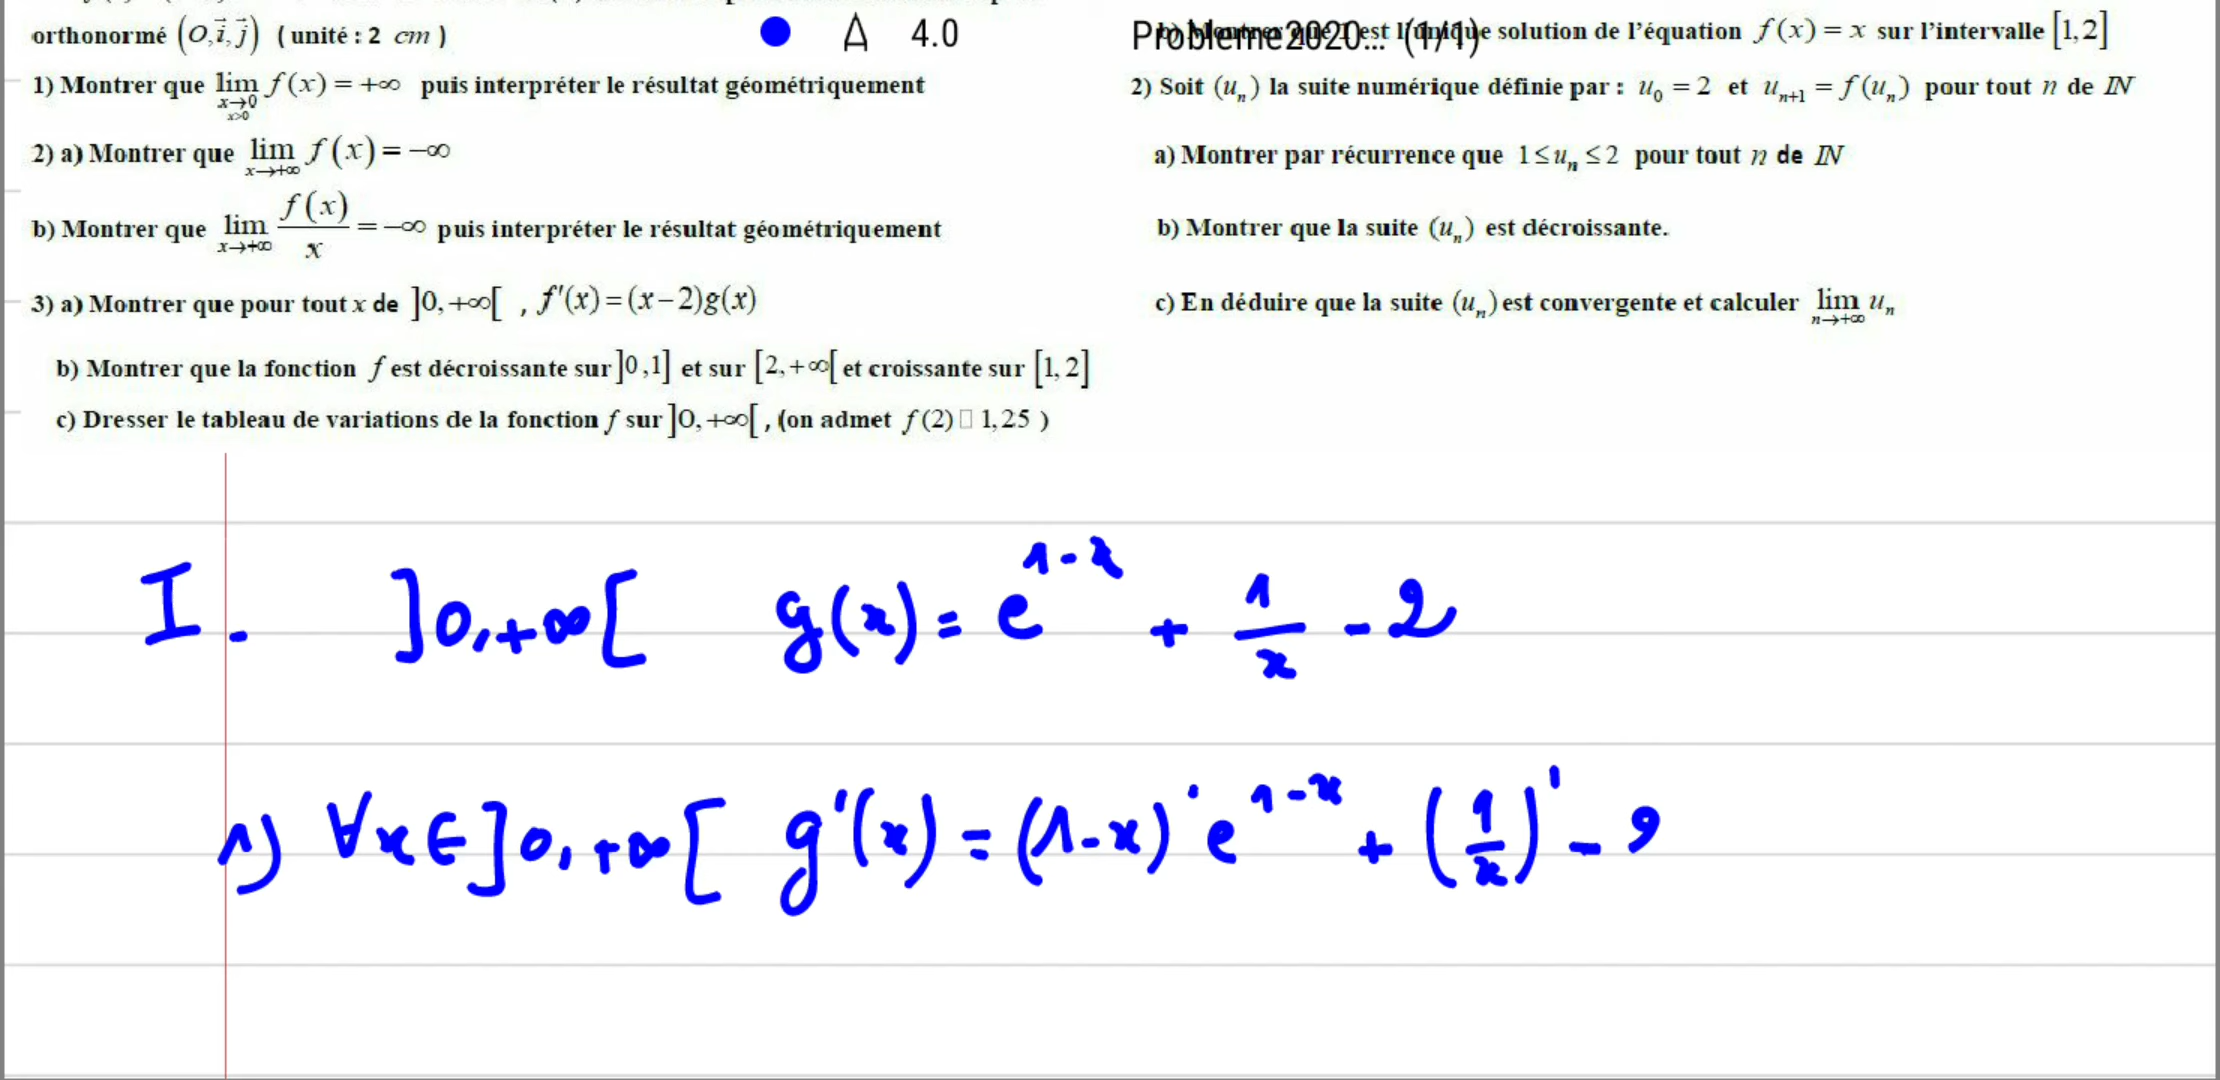 orthonormé (O, i⃗, j⃗) ( unité : 2 cm )
1) Montrer que lim f(x) = +∞ puis interpréter le résultat géométriquement
x→0
x>0
2) a) Montrer que lim f(x) = −∞
x→+∞
b) Montrer que lim f(x)/x = −∞ puis interpréter le résultat géométriquement
x→+∞
3) a) Montrer que pour tout x de ]0,+∞[ , f'(x) = (x−2)g(x)
b) Montrer que la fonction f est décroissante sur ]0,1] et sur [2,+∞[ et croissante sur [1,2]
c) Dresser le tableau de variations de la fonction f sur ]0,+∞[ , (on admet f(2) □ 1,25 )
4.0
Probleme2020... (1/1)
b) Montrer que 1 est l'unique solution de l'équation f(x) = x sur l'intervalle [1,2]
2) Soit (uₙ) la suite numérique définie par : u₀ = 2 et uₙ₊₁ = f(uₙ) pour tout n de IN
a) Montrer par récurrence que 1 ≤ uₙ ≤ 2 pour tout n de IN
b) Montrer que la suite (uₙ) est décroissante.
c) En déduire que la suite (uₙ) est convergente et calculer lim uₙ
n→+∞
I. ]0,+∞[ g(x) = e^(1-x) + 1/x - 2
1) ∀x∈]0,+∞[ g'(x) = (1-x)' e^(1-x) + (1/x)' -